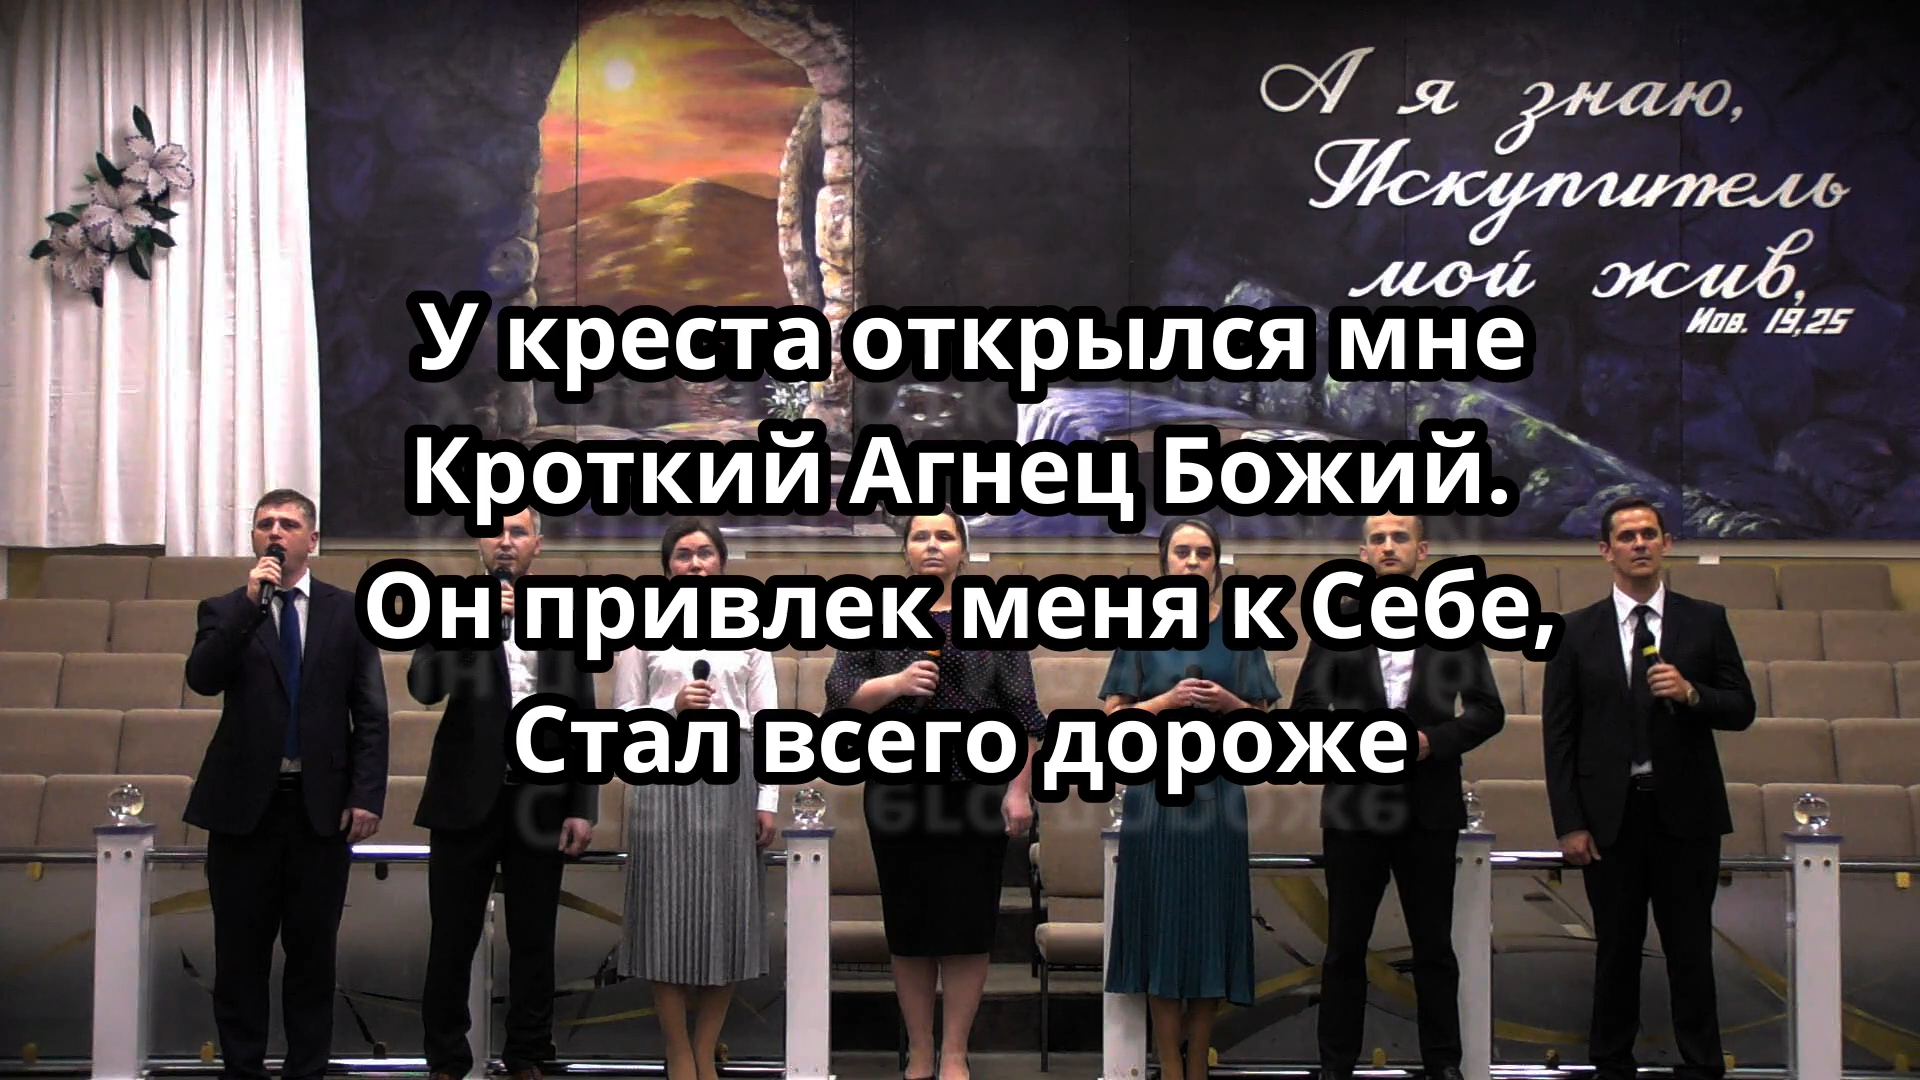 А я знаю,
Искупитель
мой жив,
Иов. 19,25
У креста открылся мне
Кроткий Агнец Божий.
Он привлек меня к Себе,
Стал всего дороже